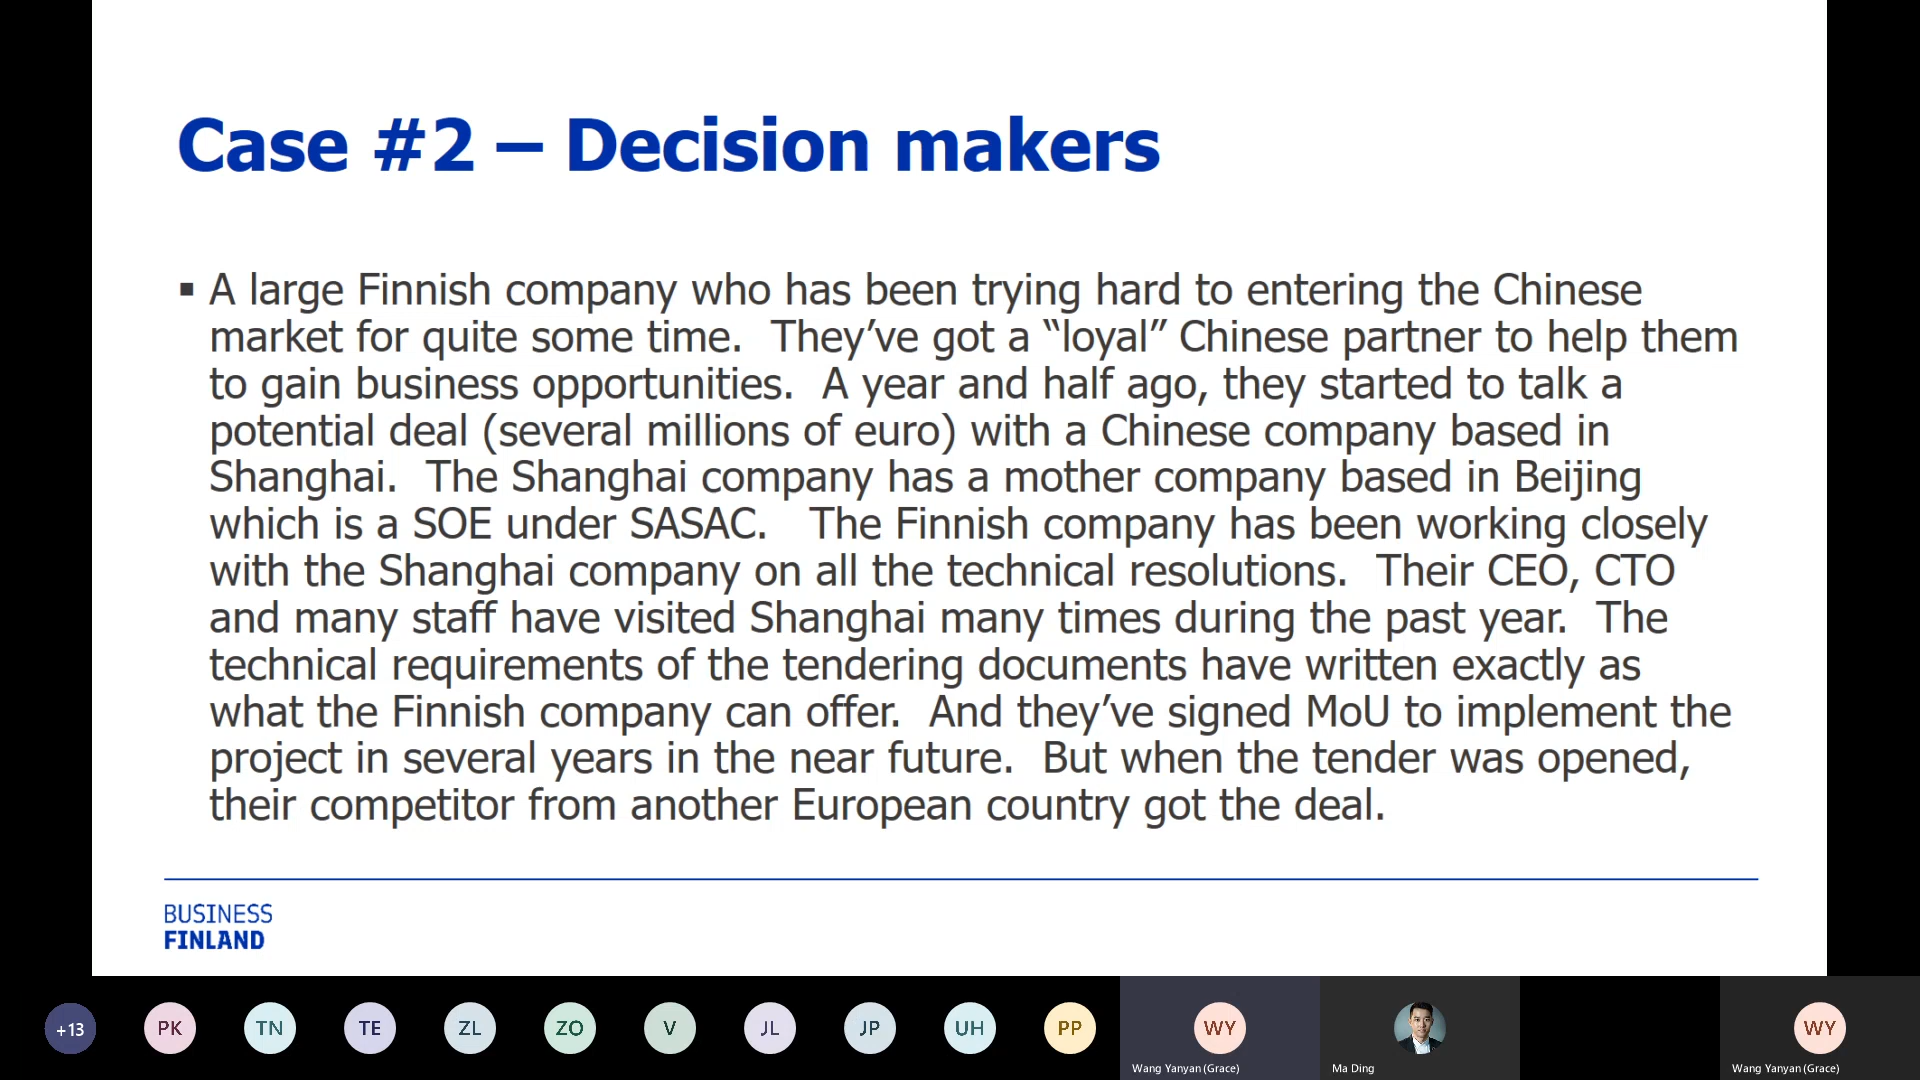 Case #2 – Decision makers
▪ A large Finnish company who has been trying hard to entering the Chinese
market for quite some time.  They’ve got a “loyal” Chinese partner to help them
to gain business opportunities.  A year and half ago, they started to talk a
potential deal (several millions of euro) with a Chinese company based in
Shanghai.  The Shanghai company has a mother company based in Beijing
which is a SOE under SASAC.   The Finnish company has been working closely
with the Shanghai company on all the technical resolutions.  Their CEO, CTO
and many staff have visited Shanghai many times during the past year.  The
technical requirements of the tendering documents have written exactly as
what the Finnish company can offer.  And they’ve signed MoU to implement the
project in several years in the near future.  But when the tender was opened,
their competitor from another European country got the deal.
BUSINESS
FINLAND
+13 PK TN TE ZL ZO V JL JP UH PP WY WY
Wang Yanyan (Grace) Ma Ding Wang Yanyan (Grace)